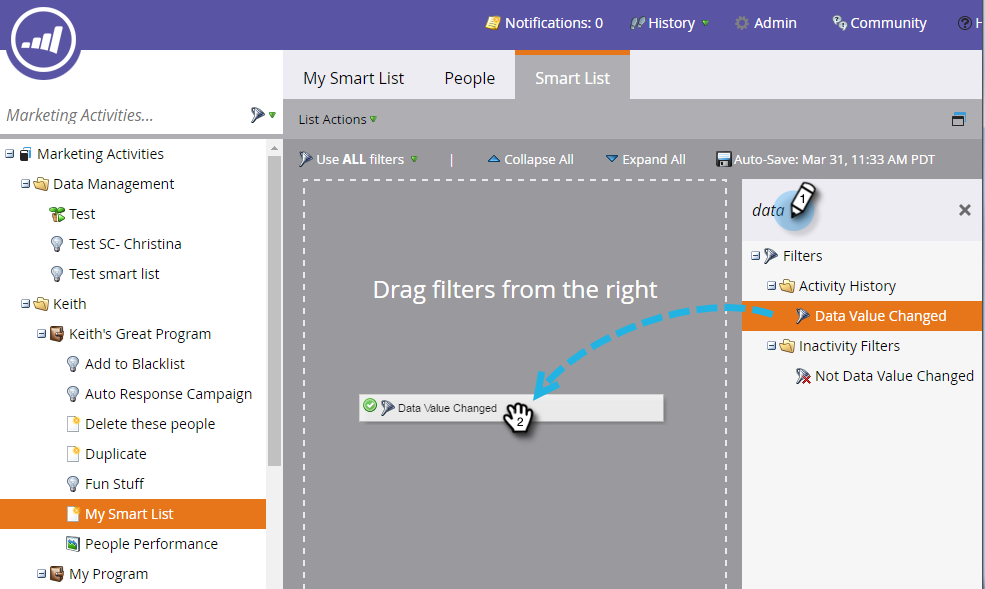 Notifications: 0 History Admin Community H
My Smart List People Smart List
Marketing Activities...
List Actions
Use ALL filters | Collapse All Expand All Auto-Save: Mar 31, 11:33 AM PDT
Marketing Activities
Data Management
Test
Test SC- Christina
Test smart list
Keith
Keith's Great Program
Add to Blacklist
Auto Response Campaign
Delete these people
Duplicate
Fun Stuff
My Smart List
People Performance
My Program
Drag filters from the right
Data Value Changed
2
data 1
Filters
Activity History
Data Value Changed
Inactivity Filters
Not Data Value Changed